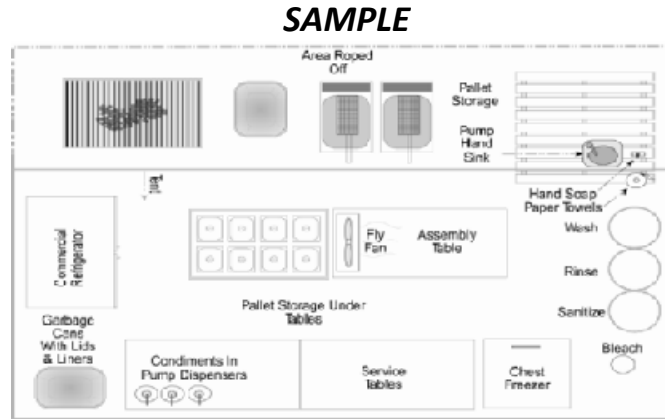 SAMPLE
Area Roped
Off
Pallet
Storage
Pump
Hand
Sink
Tent
Hand Soap
Paper Towels
Wash
Commercial
Refrigerator
Fly
Fan
Assembly
Table
Rinse
Pallet Storage Under
Tables
Sanitize
Garbage
Cans
With Lids
& Liners
Condiments In
Pump Dispensers
Service
Tables
Chest
Freezer
Bleach